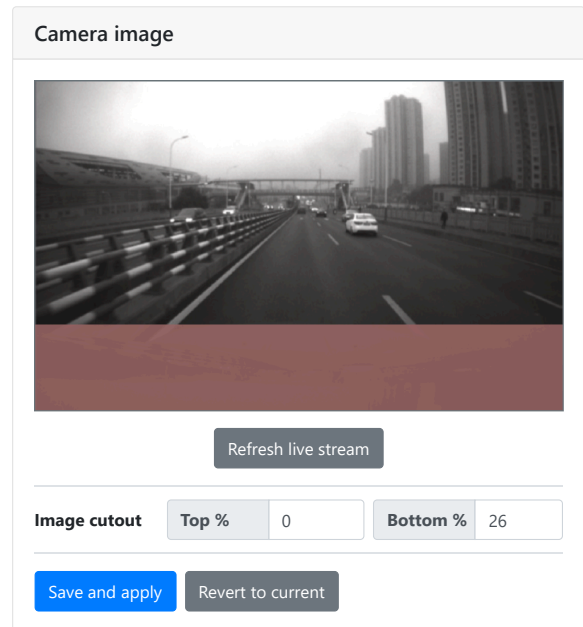 Camera image
Refresh live stream
Image cutout Top % 0 Bottom % 26
Save and apply Revert to current